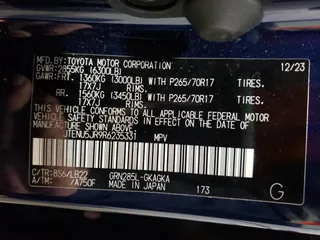 MFD.BY:TOYOTA MOTOR CORPORATION 12/23
GVWR:2855KG (6300LB)
GAWR:FRT. 1360KG (3000LB) WITH P265/70R17 TIRES.
17X7J RIMS.
RR. 1560KG (3450LB) WITH P265/70R17 TIRES.
17X7J RIMS.
THIS VEHICLE CONFORMS TO ALL APPLICABLE FEDERAL MOTOR
VEHICLE SAFETY STANDARDS IN EFFECT ON THE DATE OF
MANUFACTURE SHOWN ABOVE.
JTENU5JR9R6235331 MPV
C/TR:8S6/LB22 GRN285L-GKAGKA
A/TM: /A750F MADE IN JAPAN 173 G